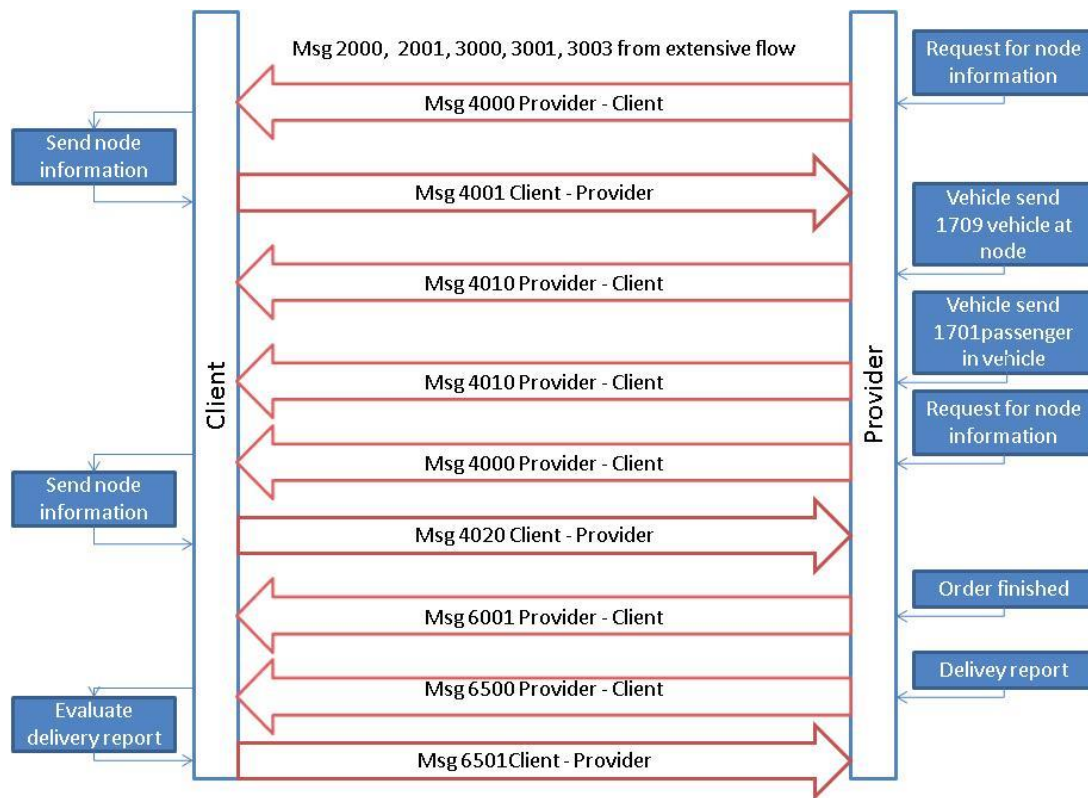 Msg 2000,  2001, 3000, 3001, 3003 from extensive flow
Request for node
information
Msg 4000 Provider - Client
Send node
information
Msg 4001 Client - Provider
Vehicle send
1709 vehicle at
node
Msg 4010 Provider - Client
Vehicle send
1701passenger
in vehicle
Client
Provider
Msg 4010 Provider - Client
Request for node
information
Msg 4000 Provider - Client
Send node
information
Msg 4020 Client - Provider
Order finished
Msg 6001 Provider - Client
Delivey report
Msg 6500 Provider - Client
Evaluate
delivery report
Msg 6501Client - Provider